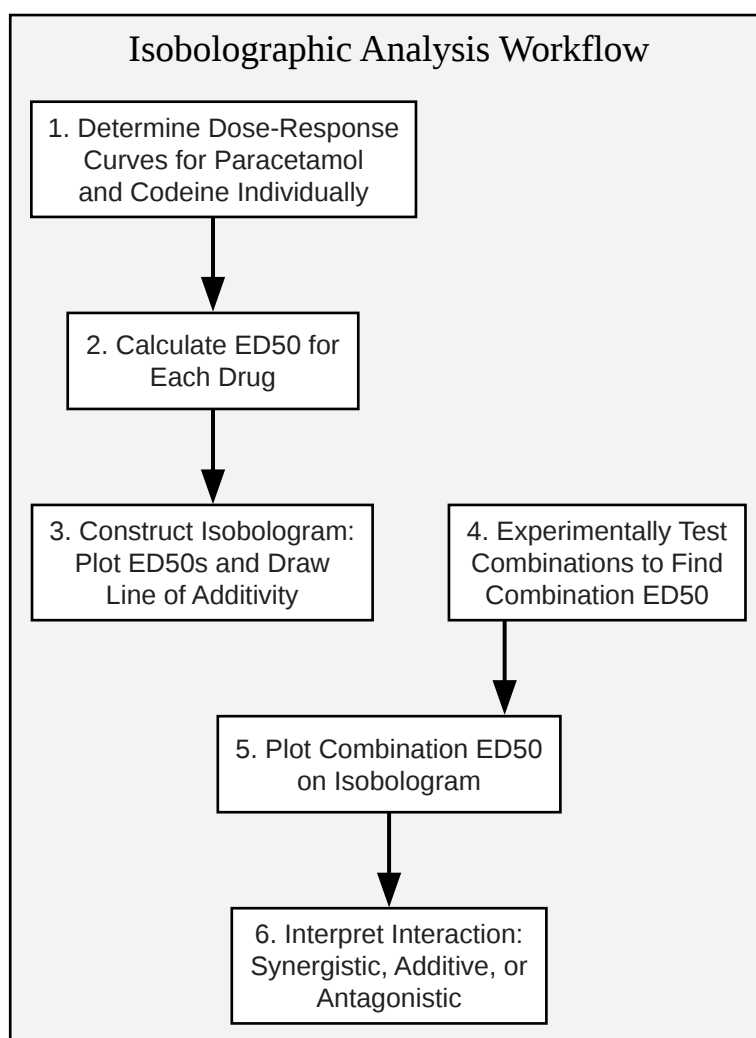 Isobolographic Analysis Workflow
1. Determine Dose-Response
Curves for Paracetamol
and Codeine Individually
2. Calculate ED50 for
Each Drug
3. Construct Isobologram:
Plot ED50s and Draw
Line of Additivity
4. Experimentally Test
Combinations to Find
Combination ED50
5. Plot Combination ED50
on Isobologram
6. Interpret Interaction:
Synergistic, Additive, or
Antagonistic